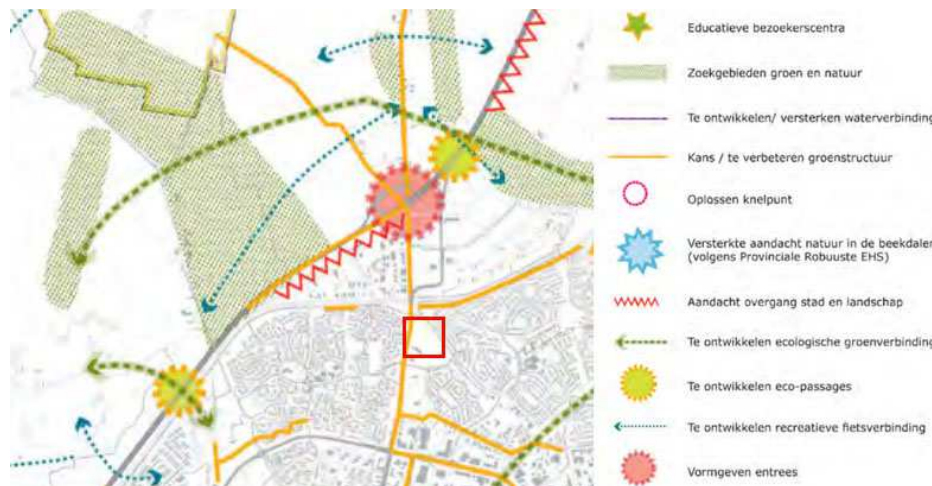 Educatieve bezoekerscentra
Zoekgebieden groen en natuur
Te ontwikkelen/ versterken waterverbinding
Kans / te verbeteren groenstructuur
Oplossen knelpunt
Versterkte aandacht natuur in de beekdalen
(volgens Provinciale Robuuste EHS)
Aandacht overgang stad en landschap
Te ontwikkelen ecologische groenverbinding
Te ontwikkelen eco-passages
Te ontwikkelen recreatieve fietsverbinding
Vormgeven entrees